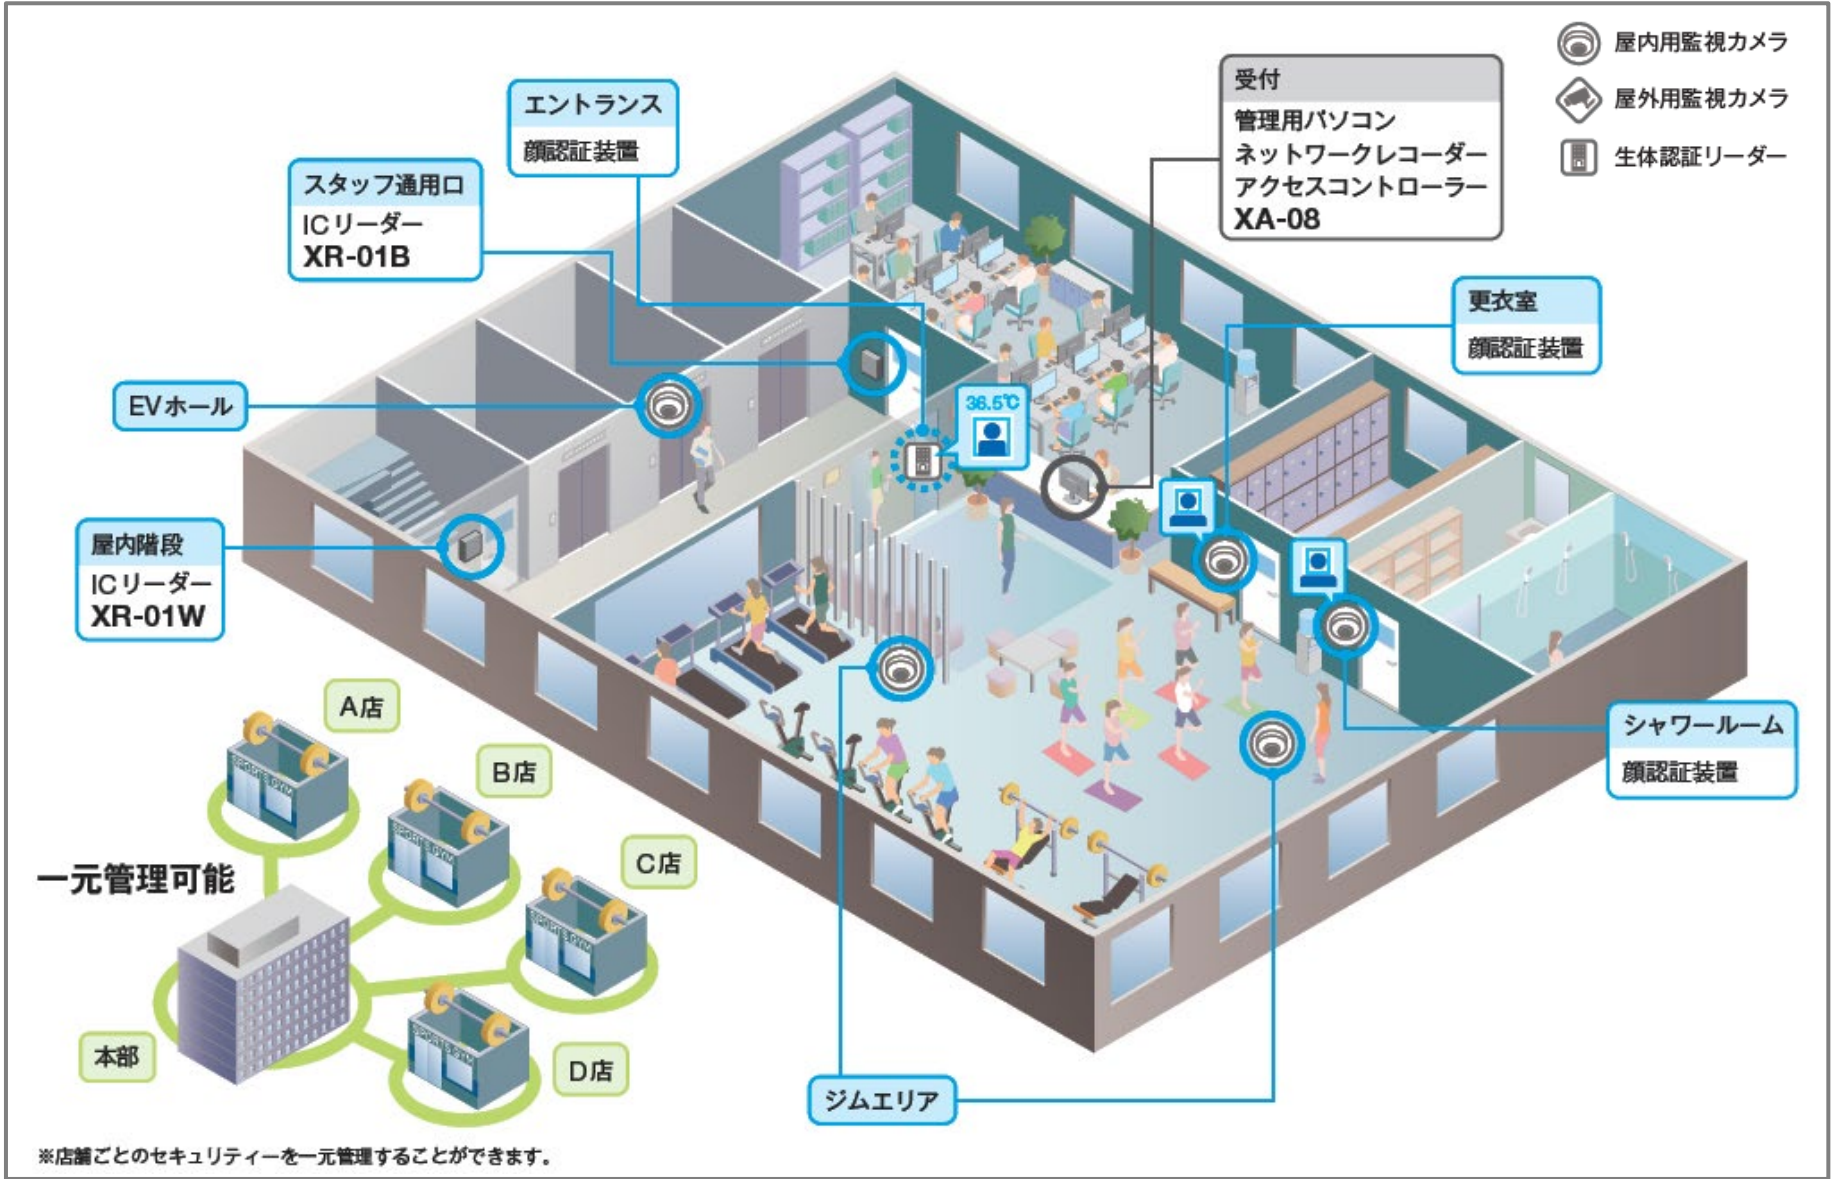 屋内用監視カメラ
屋外用監視カメラ
生体認証リーダー
受付
管理用パソコン
ネットワークレコーダー
アクセスコントローラー
XA-08
エントランス
顔認証装置
スタッフ通用口
ICリーダー
XR-01B
更衣室
顔認証装置
EVホール
36.5℃
屋内階段
ICリーダー
XR-01W
シャワールーム
顔認証装置
ジムエリア
A店
SPORTS GYM
B店
SPORTS GYM
C店
SPORTS GYM
D店
SPORTS GYM
一元管理可能
本部
※店舗ごとのセキュリティーを一元管理することができます。